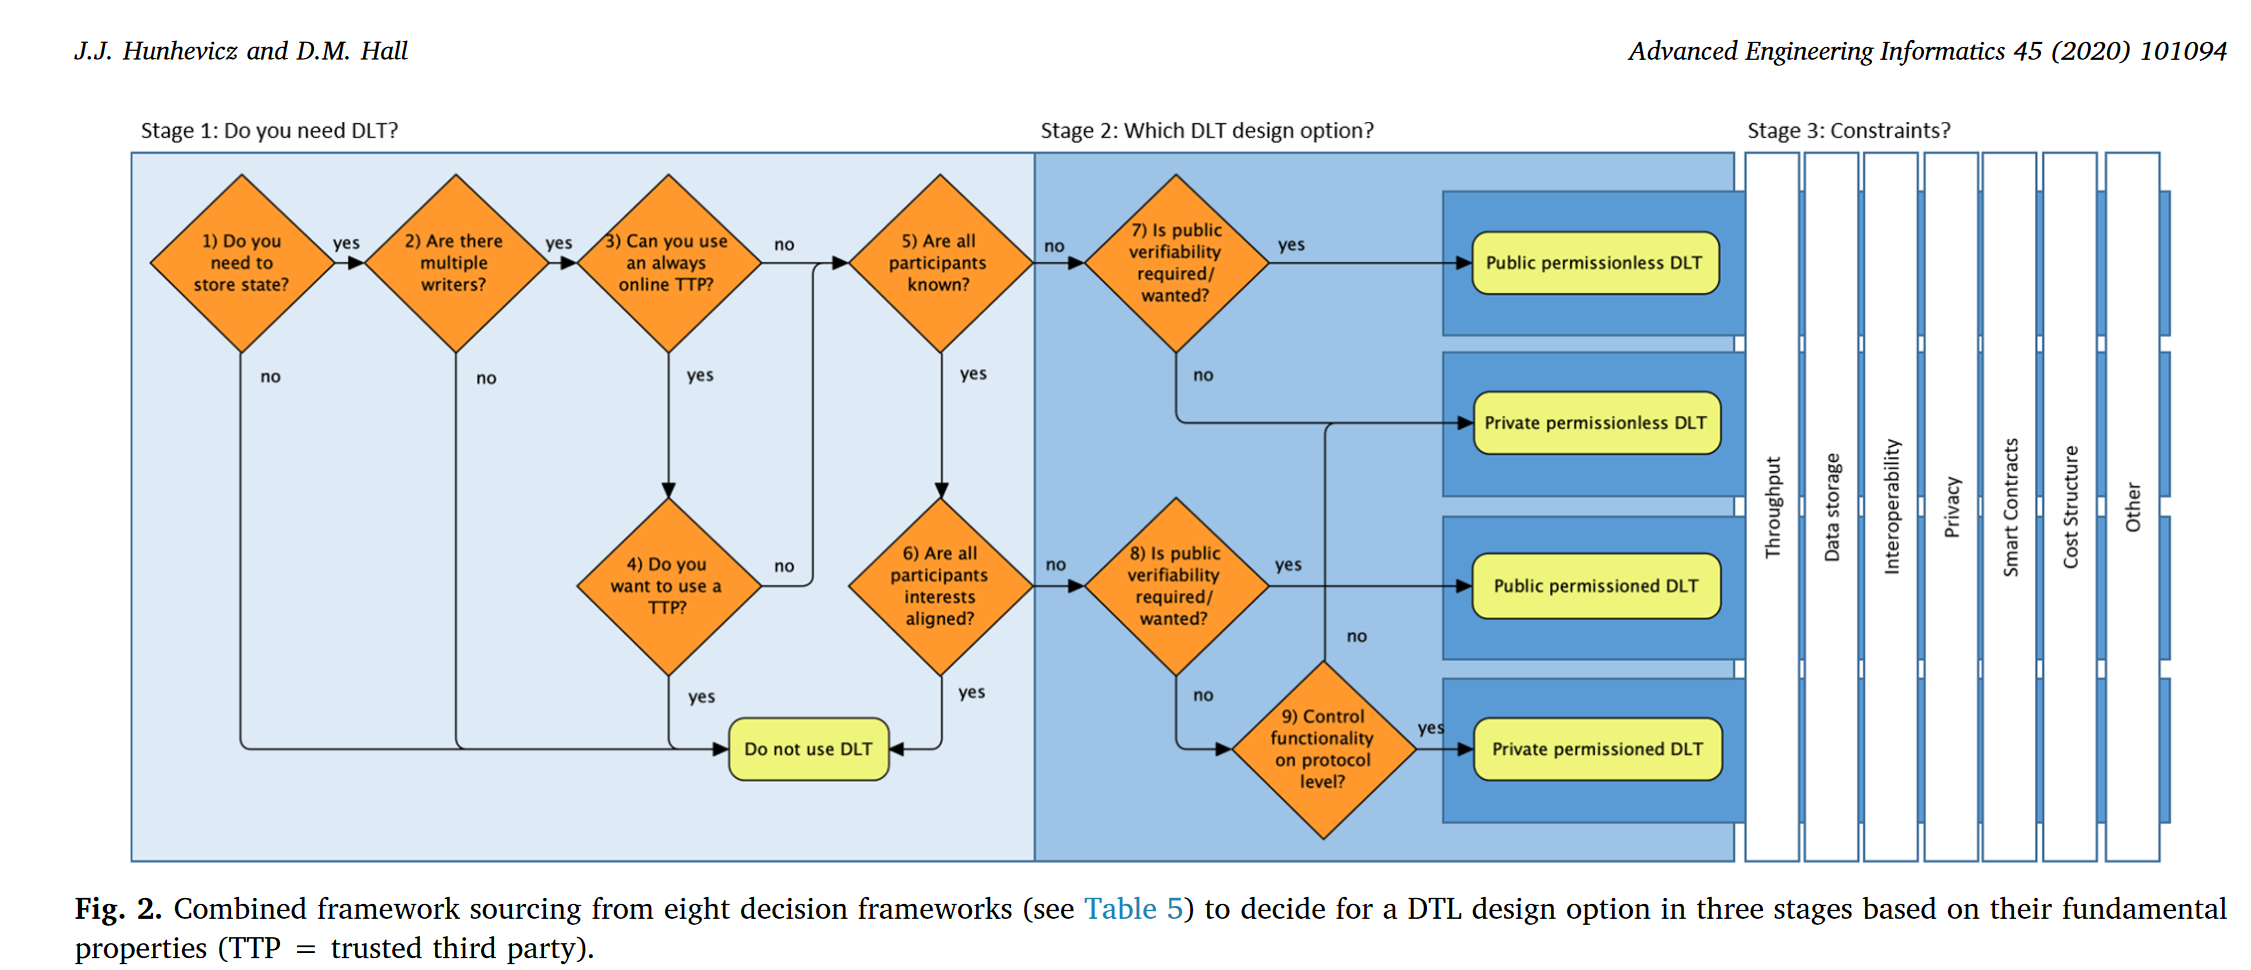 J.J. Hunhevicz and D.M. Hall
Advanced Engineering Informatics 45 (2020) 101094
Stage 1: Do you need DLT?
Stage 2: Which DLT design option?
Stage 3: Constraints?
1) Do you
need to
store state?
yes
no
2) Are there
multiple
writers?
yes
no
3) Can you use
an always
online TTP?
no
yes
4) Do you
want to use a
TTP?
no
yes
5) Are all
participants
known?
no
yes
6) Are all
participants
interests
aligned?
no
yes
Do not use DLT
7) Is public
verifiability
required/
wanted?
yes
no
8) Is public
verifiability
required/
wanted?
yes
no
9) Control
functionality
on protocol
level?
no
yes
Public permissionless DLT
Private permissionless DLT
Public permissioned DLT
Private permissioned DLT
Throughput
Data storage
Interoperability
Privacy
Smart Contracts
Cost Structure
Other
Fig. 2. Combined framework sourcing from eight decision frameworks (see Table 5) to decide for a DTL design option in three stages based on their fundamental
properties (TTP = trusted third party).